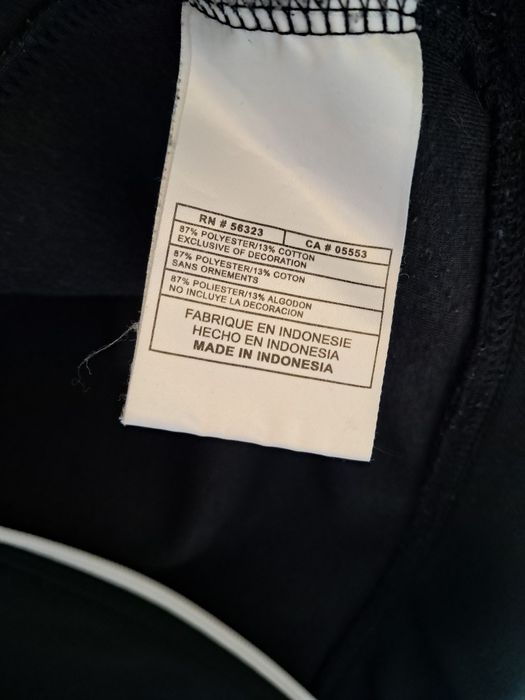 RN # 56323
CA # 05553
87% POLYESTER/13% COTTON
EXCLUSIVE OF DECORATION
87% POLYESTER/13% COTON
SANS ORNEMENTS
87% POLIESTER/13% ALGODON
NO INCLUYE LA DECORACION
FABRIQUE EN INDONESIE
HECHO EN INDONESIA
MADE IN INDONESIA